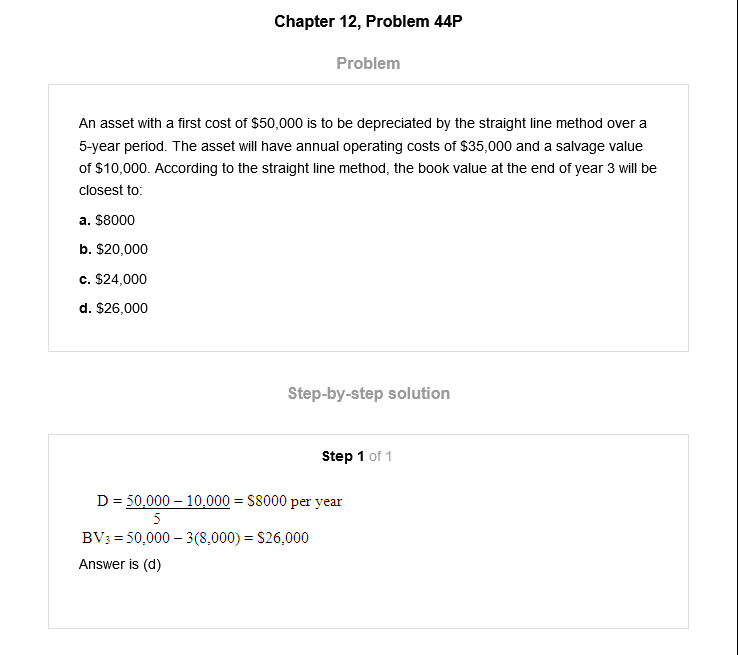 Chapter 12, Problem 44P
Problem
An asset with a first cost of $50,000 is to be depreciated by the straight line method over a
5-year period. The asset will have annual operating costs of $35,000 and a salvage value
of $10,000. According to the straight line method, the book value at the end of year 3 will be
closest to:
a. $8000
b. $20,000
c. $24,000
d. $26,000
Step-by-step solution
Step 1 of 1
D = 50,000 – 10,000 = $8000 per year
5
BV₃ = 50,000 – 3(8,000) = $26,000
Answer is (d)